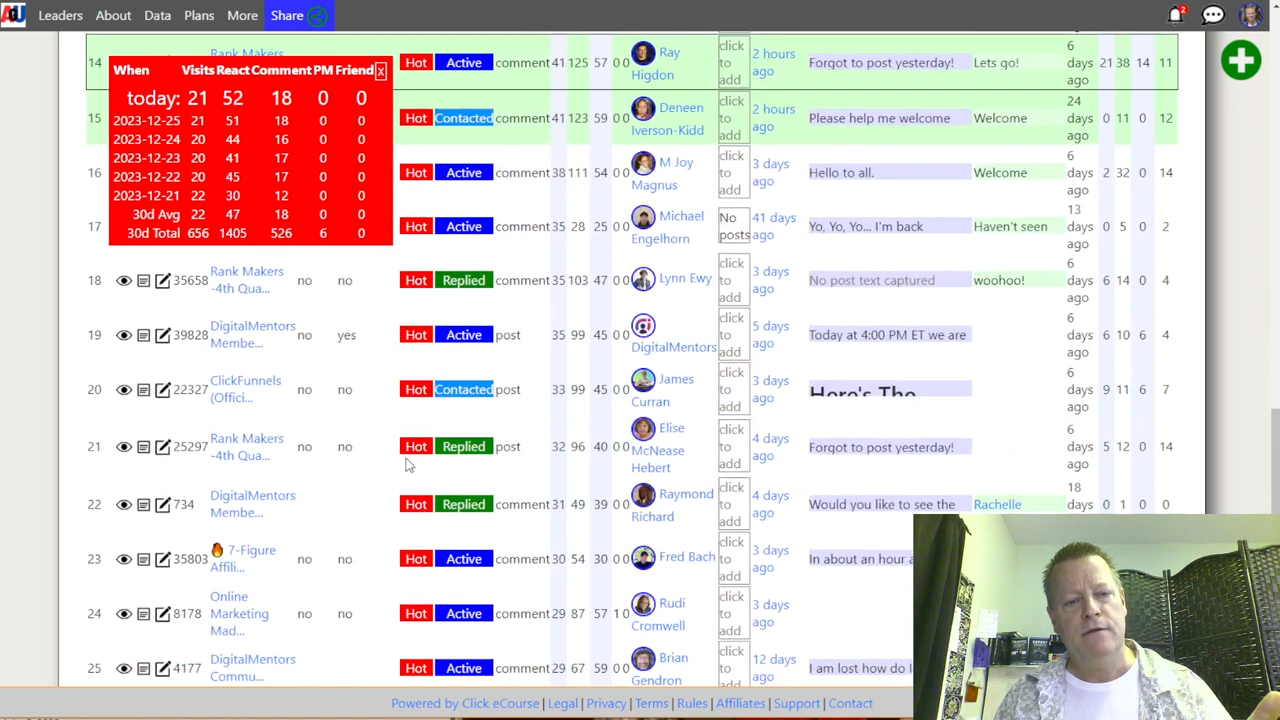 Leaders About Data Plans More Share 2
14 Rank Makers Hot Active comment 41 125 57 0 0 Ray Higdon click to add 2 hours ago Forgot to post yesterday! Lets go! 6 days ago 21 38 14 11
When Visits React Comment PM Friend x
today: 21 52 18 0 0
2023-12-25 21 51 18 0 0
2023-12-24 20 44 16 0 0
2023-12-23 20 41 17 0 0
2023-12-22 20 45 17 0 0
2023-12-21 22 30 12 0 0
30d Avg 22 47 18 0 0
30d Total 656 1405 526 6 0
15 Hot Contacted comment 41 123 59 0 0 Deneen Iverson-Kidd click to add 2 hours ago Please help me welcome Welcome 24 days ago 0 11 0 12
16 Hot Active comment 38 111 54 0 0 M Joy Magnus click to add 3 days ago Hello to all. Welcome 6 days ago 2 32 0 14
17 Hot Active comment 35 28 25 0 0 Michael Engelhorn No posts 41 days ago Yo, Yo, Yo... I'm back Haven't seen 13 days ago 0 5 0 2
18 35658 Rank Makers -4th Qua... no no Hot Replied comment 35 103 47 0 0 Lynn Ewy click to add 3 days ago No post text captured woohoo! 6 days ago 6 14 0 4
19 39828 DigitalMentors Membe... no yes Hot Active post 35 99 45 0 0 DigitalMentors click to add 5 days ago Today at 4:00 PM ET we are 6 days ago 6 10 6 4
20 22327 ClickFunnels (Offici... no no Hot Contacted post 33 99 45 0 0 James Curran click to add 3 days ago Here's The 6 days ago 9 11 6 7
21 25297 Rank Makers -4th Qua... no no Hot Replied post 32 96 40 0 0 Elise McNease Hebert click to add 4 days ago Forgot to post yesterday! 6 days ago 5 12 0 14
22 734 DigitalMentors Membe... Hot Replied comment 31 49 39 0 0 Raymond Richard click to add 4 days ago Would you like to see the Rachelle 18 days 0 1 0 0
23 35803 7-Figure Affili... no no Hot Active comment 30 54 30 0 0 Fred Bach click to add 3 days ago In about an hour
24 8178 Online Marketing Mad... no no Hot Active comment 29 87 57 1 0 Rudi Cromwell click to add 3 days ago
25 4177 DigitalMentors Commu... Hot Active comment 29 67 59 0 0 Brian Gendron click to add 12 days ago I am lost how do I
Powered by Click eCourse | Legal | Privacy | Terms | Rules | Affiliates | Support | Contact